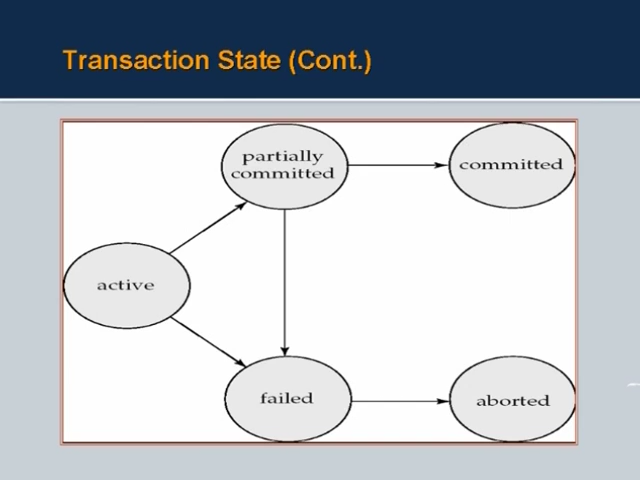 Transaction State (Cont.)
partially
committed
committed
active
failed
aborted